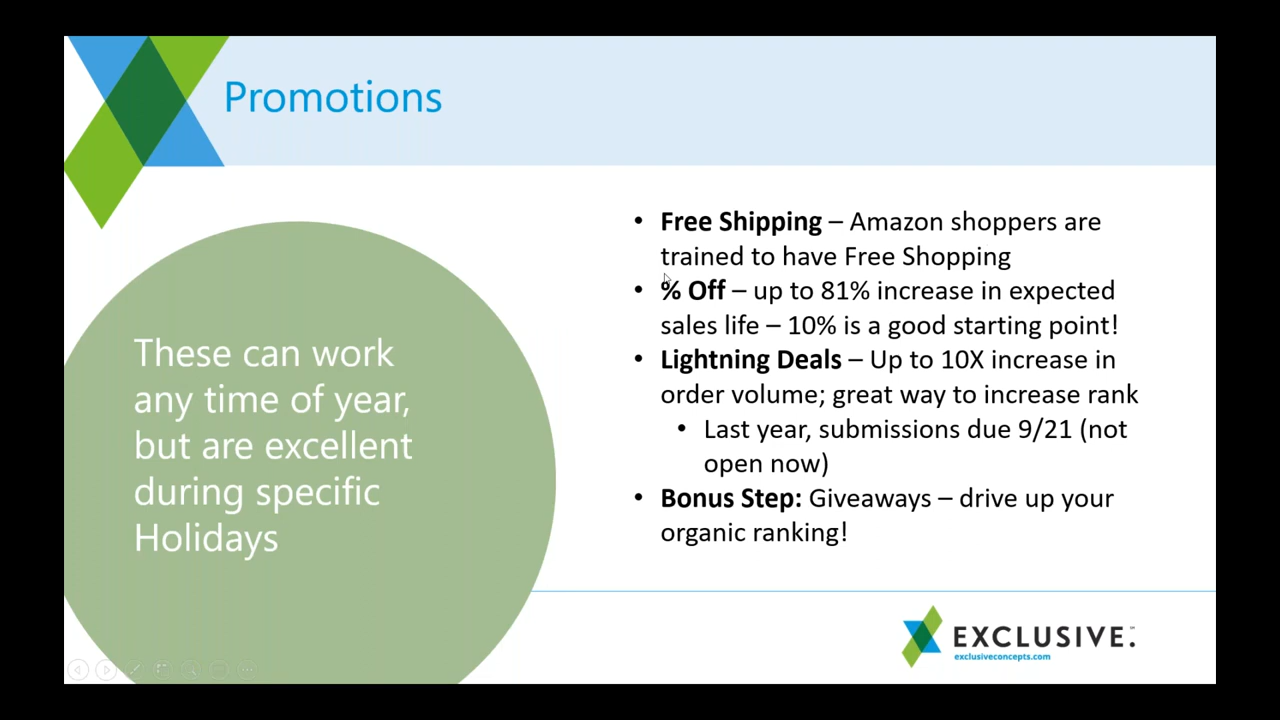 Promotions
These can work
any time of year,
but are excellent
during specific
Holidays
• Free Shipping – Amazon shoppers are
trained to have Free Shopping
• % Off – up to 81% increase in expected
sales life – 10% is a good starting point!
• Lightning Deals – Up to 10X increase in
order volume; great way to increase rank
• Last year, submissions due 9/21 (not
open now)
• Bonus Step: Giveaways – drive up your
organic ranking!
EXCLUSIVE.
exclusiveconcepts.com